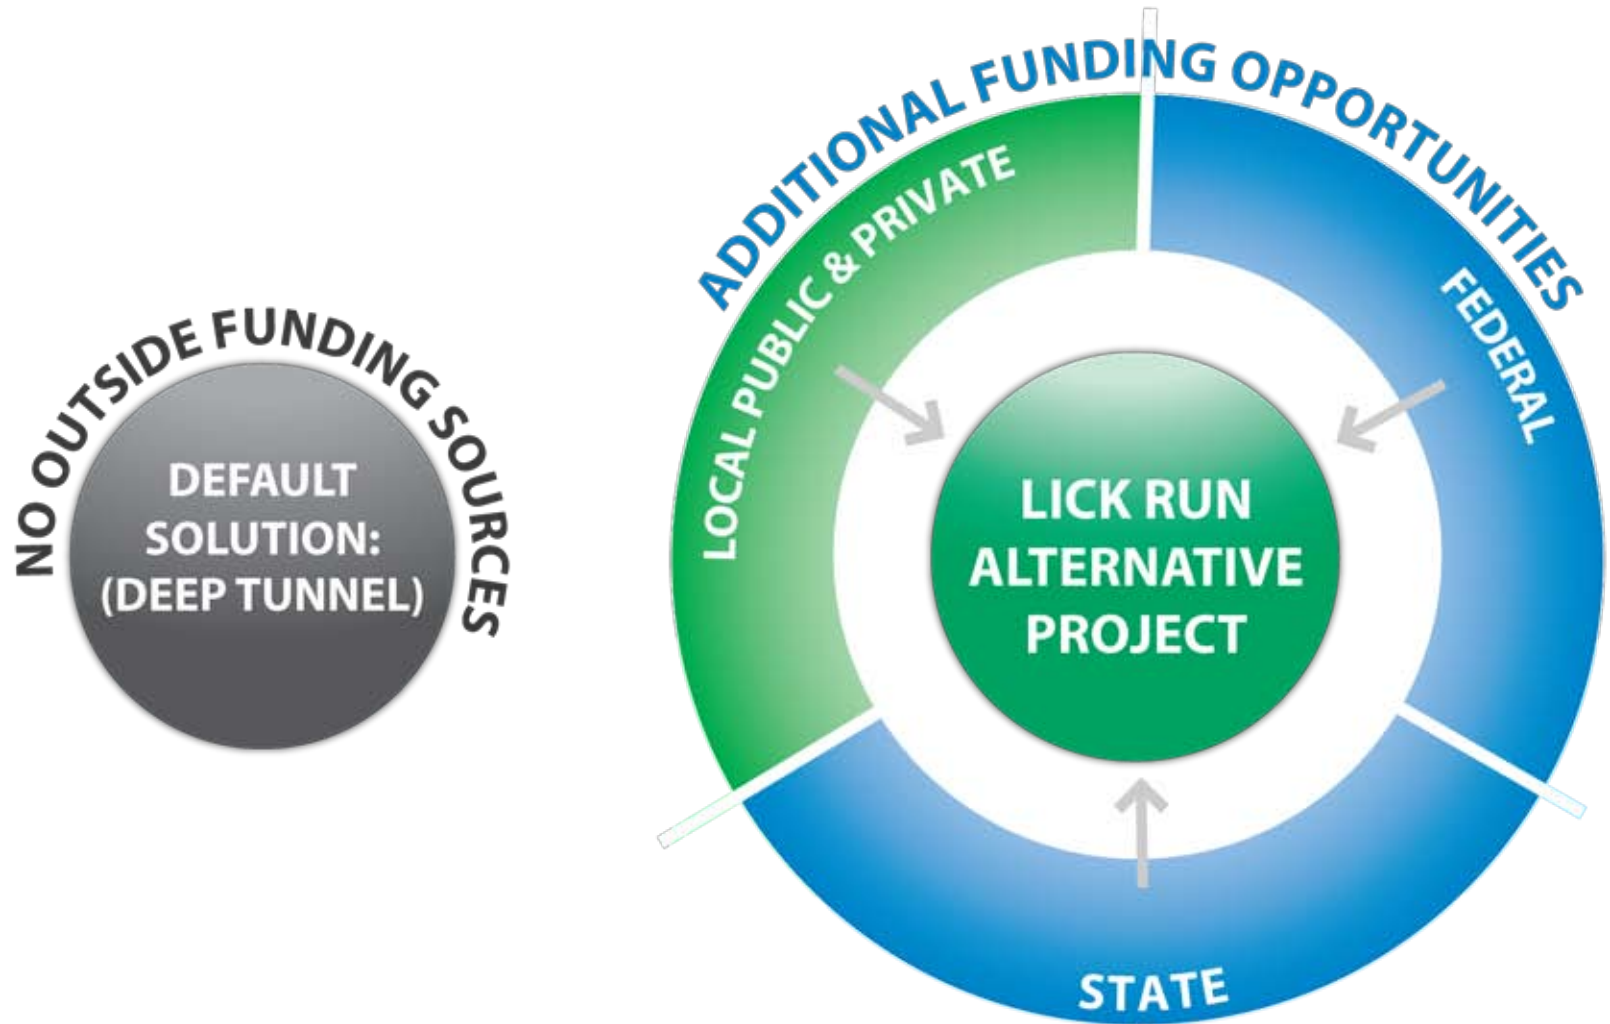 NO OUTSIDE FUNDING SOURCES
DEFAULT
SOLUTION:
(DEEP TUNNEL)
ADDITIONAL FUNDING OPPORTUNITIES
LOCAL PUBLIC & PRIVATE
FEDERAL
LICK RUN
ALTERNATIVE
PROJECT
STATE